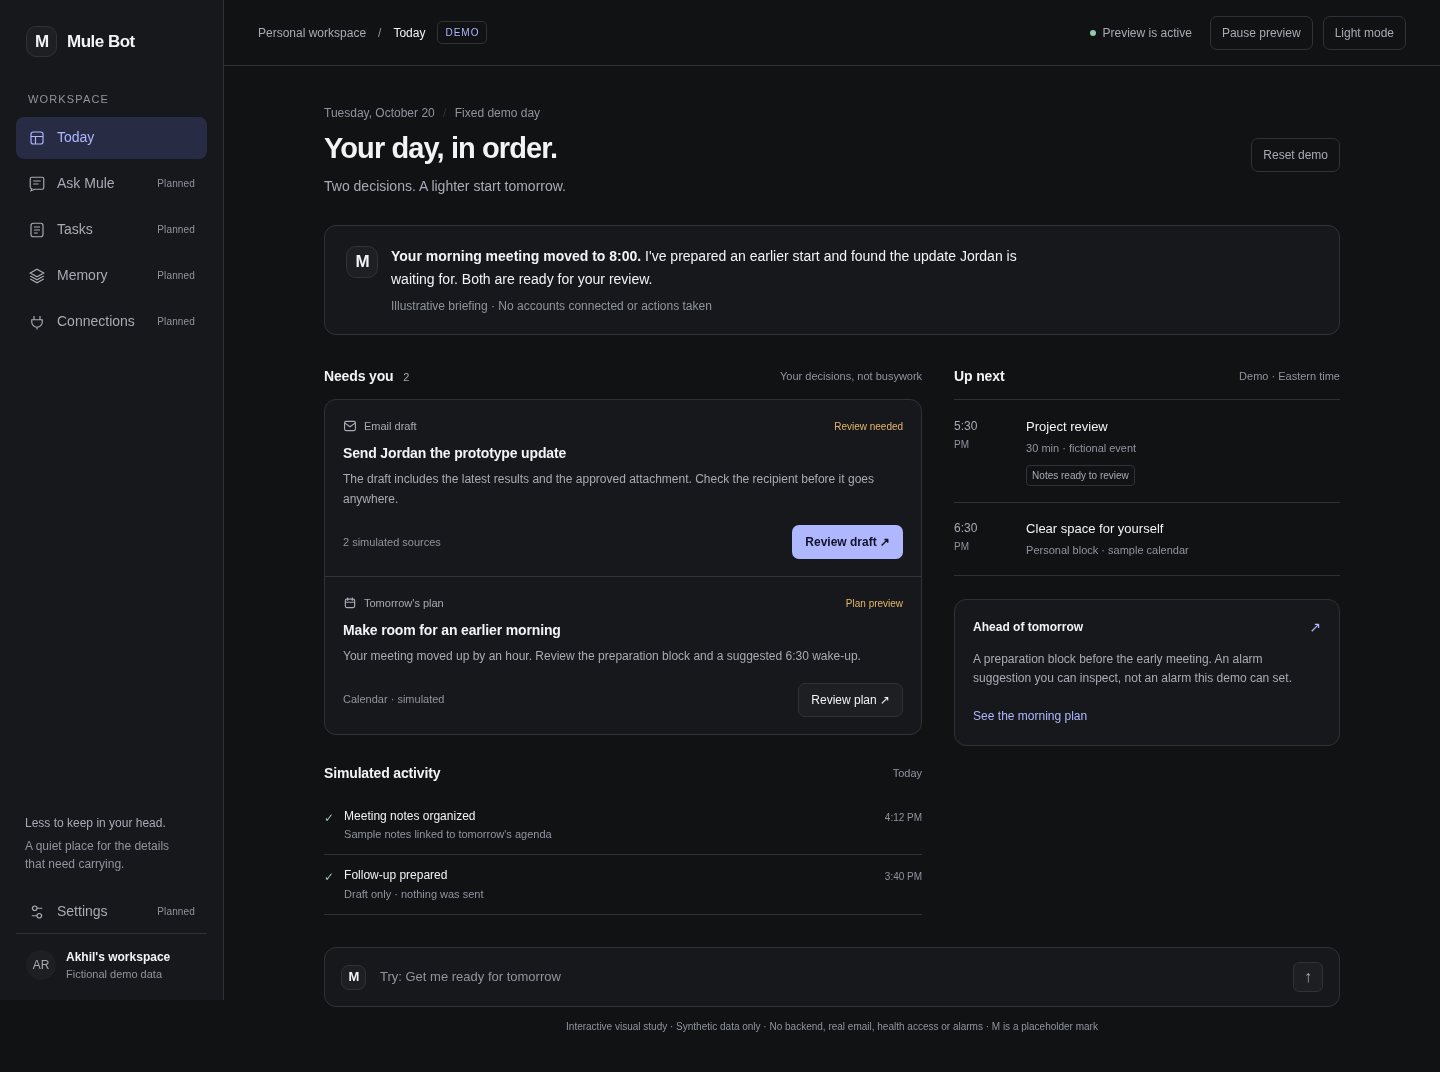 M Mule Bot
WORKSPACE
Today
Ask Mule Planned
Tasks Planned
Memory Planned
Connections Planned
Less to keep in your head.
A quiet place for the details
that need carrying.
Settings Planned
AR Akhil's workspace
Fictional demo data
Personal workspace / Today DEMO
Preview is active Pause preview Light mode
Tuesday, October 20 / Fixed demo day
Your day, in order.
Reset demo
Two decisions. A lighter start tomorrow.
M Your morning meeting moved to 8:00. I've prepared an earlier start and found the update Jordan is
waiting for. Both are ready for your review.
Illustrative briefing · No accounts connected or actions taken
Needs you 2 Your decisions, not busywork
Email draft Review needed
Send Jordan the prototype update
The draft includes the latest results and the approved attachment. Check the recipient before it goes
anywhere.
2 simulated sources Review draft ↗
Tomorrow's plan Plan preview
Make room for an earlier morning
Your meeting moved up by an hour. Review the preparation block and a suggested 6:30 wake-up.
Calendar · simulated Review plan ↗
Simulated activity Today
✓ Meeting notes organized 4:12 PM
Sample notes linked to tomorrow's agenda
✓ Follow-up prepared 3:40 PM
Draft only · nothing was sent
Up next Demo · Eastern time
5:30 Project review
PM 30 min · fictional event
Notes ready to review
6:30 Clear space for yourself
PM Personal block · sample calendar
Ahead of tomorrow ↗
A preparation block before the early meeting. An alarm
suggestion you can inspect, not an alarm this demo can set.
See the morning plan
M Try: Get me ready for tomorrow ↑
Interactive visual study · Synthetic data only · No backend, real email, health access or alarms · M is a placeholder mark